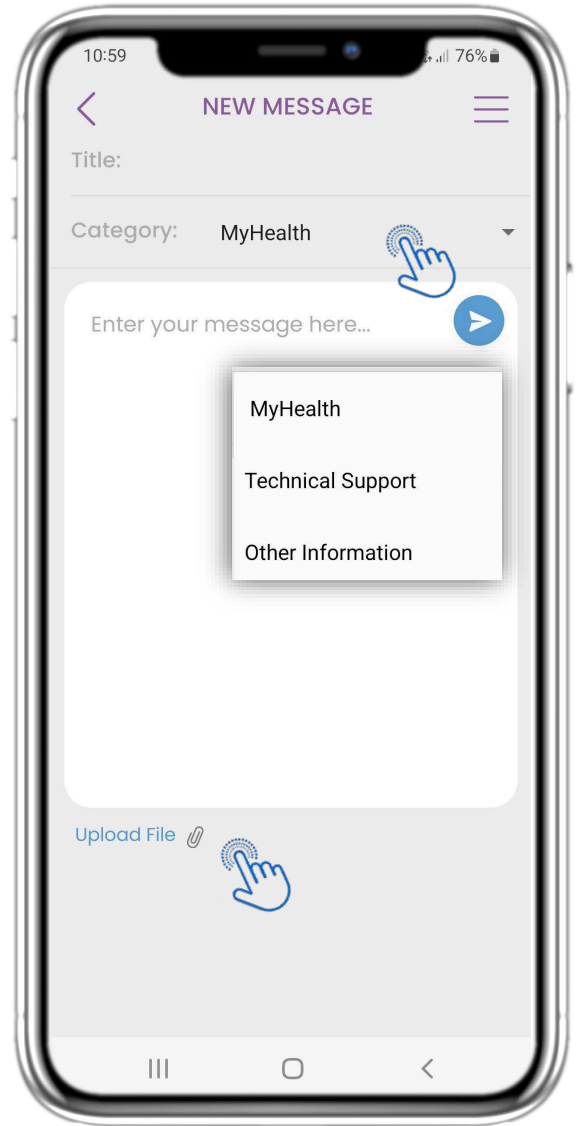 10:59
76%
NEW MESSAGE
Title:
Category: MyHealth
Enter your message here...
MyHealth
Technical Support
Other Information
Upload File